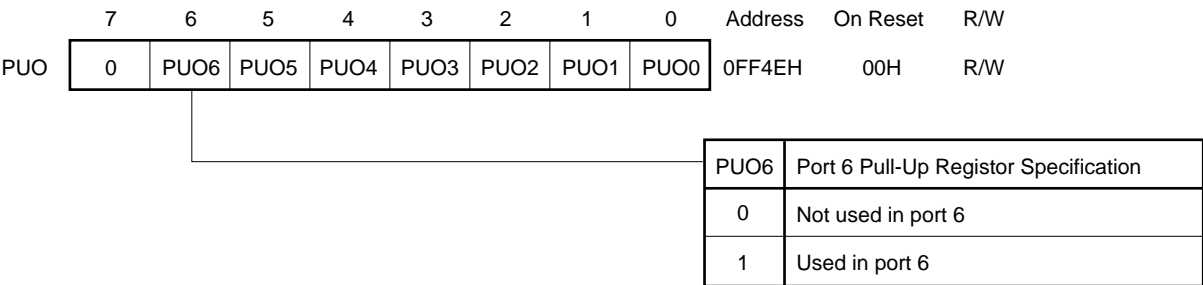 7 6 5 4 3 2 1 0 Address On Reset R/W
PUO 0 PUO6 PUO5 PUO4 PUO3 PUO2 PUO1 PUO0 0FF4EH 00H R/W
PUO6 Port 6 Pull-Up Registor Specification
0 Not used in port 6
1 Used in port 6